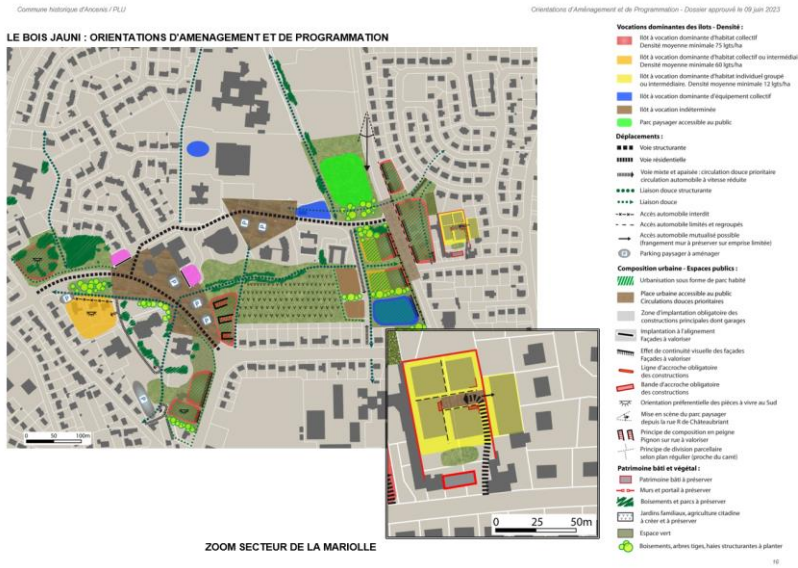 Commune historique d'Ancenis / PLU
Orientations d'Aménagement et de Programmation - Dossier approuvé le 09 juin 2023
LE BOIS JAUNI : ORIENTATIONS D'AMENAGEMENT ET DE PROGRAMMATION
0 50 100m
0 25 50m
ZOOM SECTEUR DE LA MARIOLLE
Vocations dominantes des îlots - Densité :
Ilôt à vocation dominante d'habitat collectif
Densité moyenne minimale 75 lgts/ha
Ilôt à vocation dominante d'habitat collectif ou intermédiai
Densité moyenne minimale 60 lgts/ha
Ilôt à vocation dominante d'habitat individuel groupé
ou intermédiaire. Densité moyenne minimale 12 lgts/ha
Ilôt à vocation dominante d'équipement collectif
Ilôt à vocation indéterminée
Parc paysager accessible au public
Déplacements :
Voie structurante
Voie résidentielle
Voie mixte et apaisée : circulation douce prioritaire
circulation automobile à vitesse réduite
Liaison douce structurante
Liaison douce
Accès automobile interdit
Accès automobile limités et regroupés
Accès automobile mutualisé possible
(frangement mur à préserver sur emprise limitée)
Parking paysager à aménager
Composition urbaine - Espaces publics :
Urbanisation sous forme de parc habité
Place urbaine accessible au public
Circulations douces prioritaires
Zone d'implantation obligatoire des
constructions principales dont garages
Implantation à l'alignement
Façades à valoriser
Effet de continuité visuelle des façades
Façades à valoriser
Ligne d'accroche obligatoire
des constructions
Bande d'accroche obligatoire
des constructions
Orientation préférentielle des pièces à vivre au Sud
Mise en scène du parc paysager
depuis la rue R de Châteaubriant
Principe de composition en peigne
Pignon sur rue à valoriser
Principe de division parcellaire
selon plan régulier (proche du carré)
Patrimoine bâti et végétal :
Patrimoine bâti à préserver
Murs et portail à préserver
Boisements et parcs à préserver
Jardins familiaux, agriculture citadine
à créer et à préserver
Espace vert
Boisements, arbres tiges, haies structurantes à planter